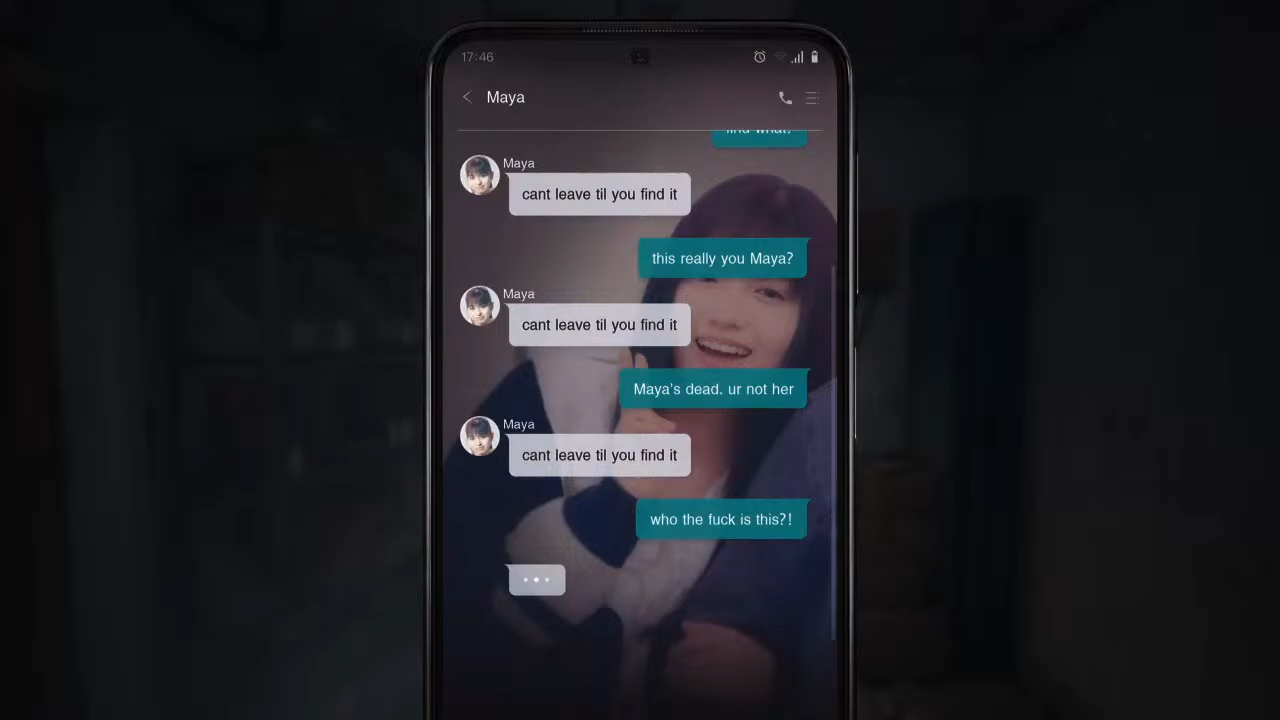 17:46
Maya
find what?
Maya
cant leave til you find it
this really you Maya?
Maya
cant leave til you find it
Maya's dead. ur not her
Maya
cant leave til you find it
who the fuck is this?!